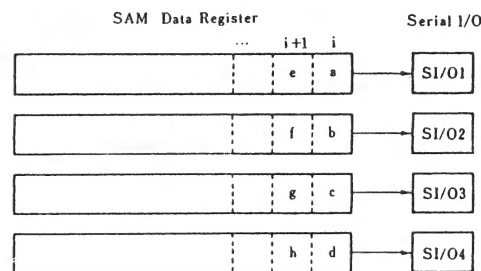 SAM Data Register Serial I/O
... i+1 i
e a SI/O1
f b SI/O2
g c SI/O3
h d SI/O4